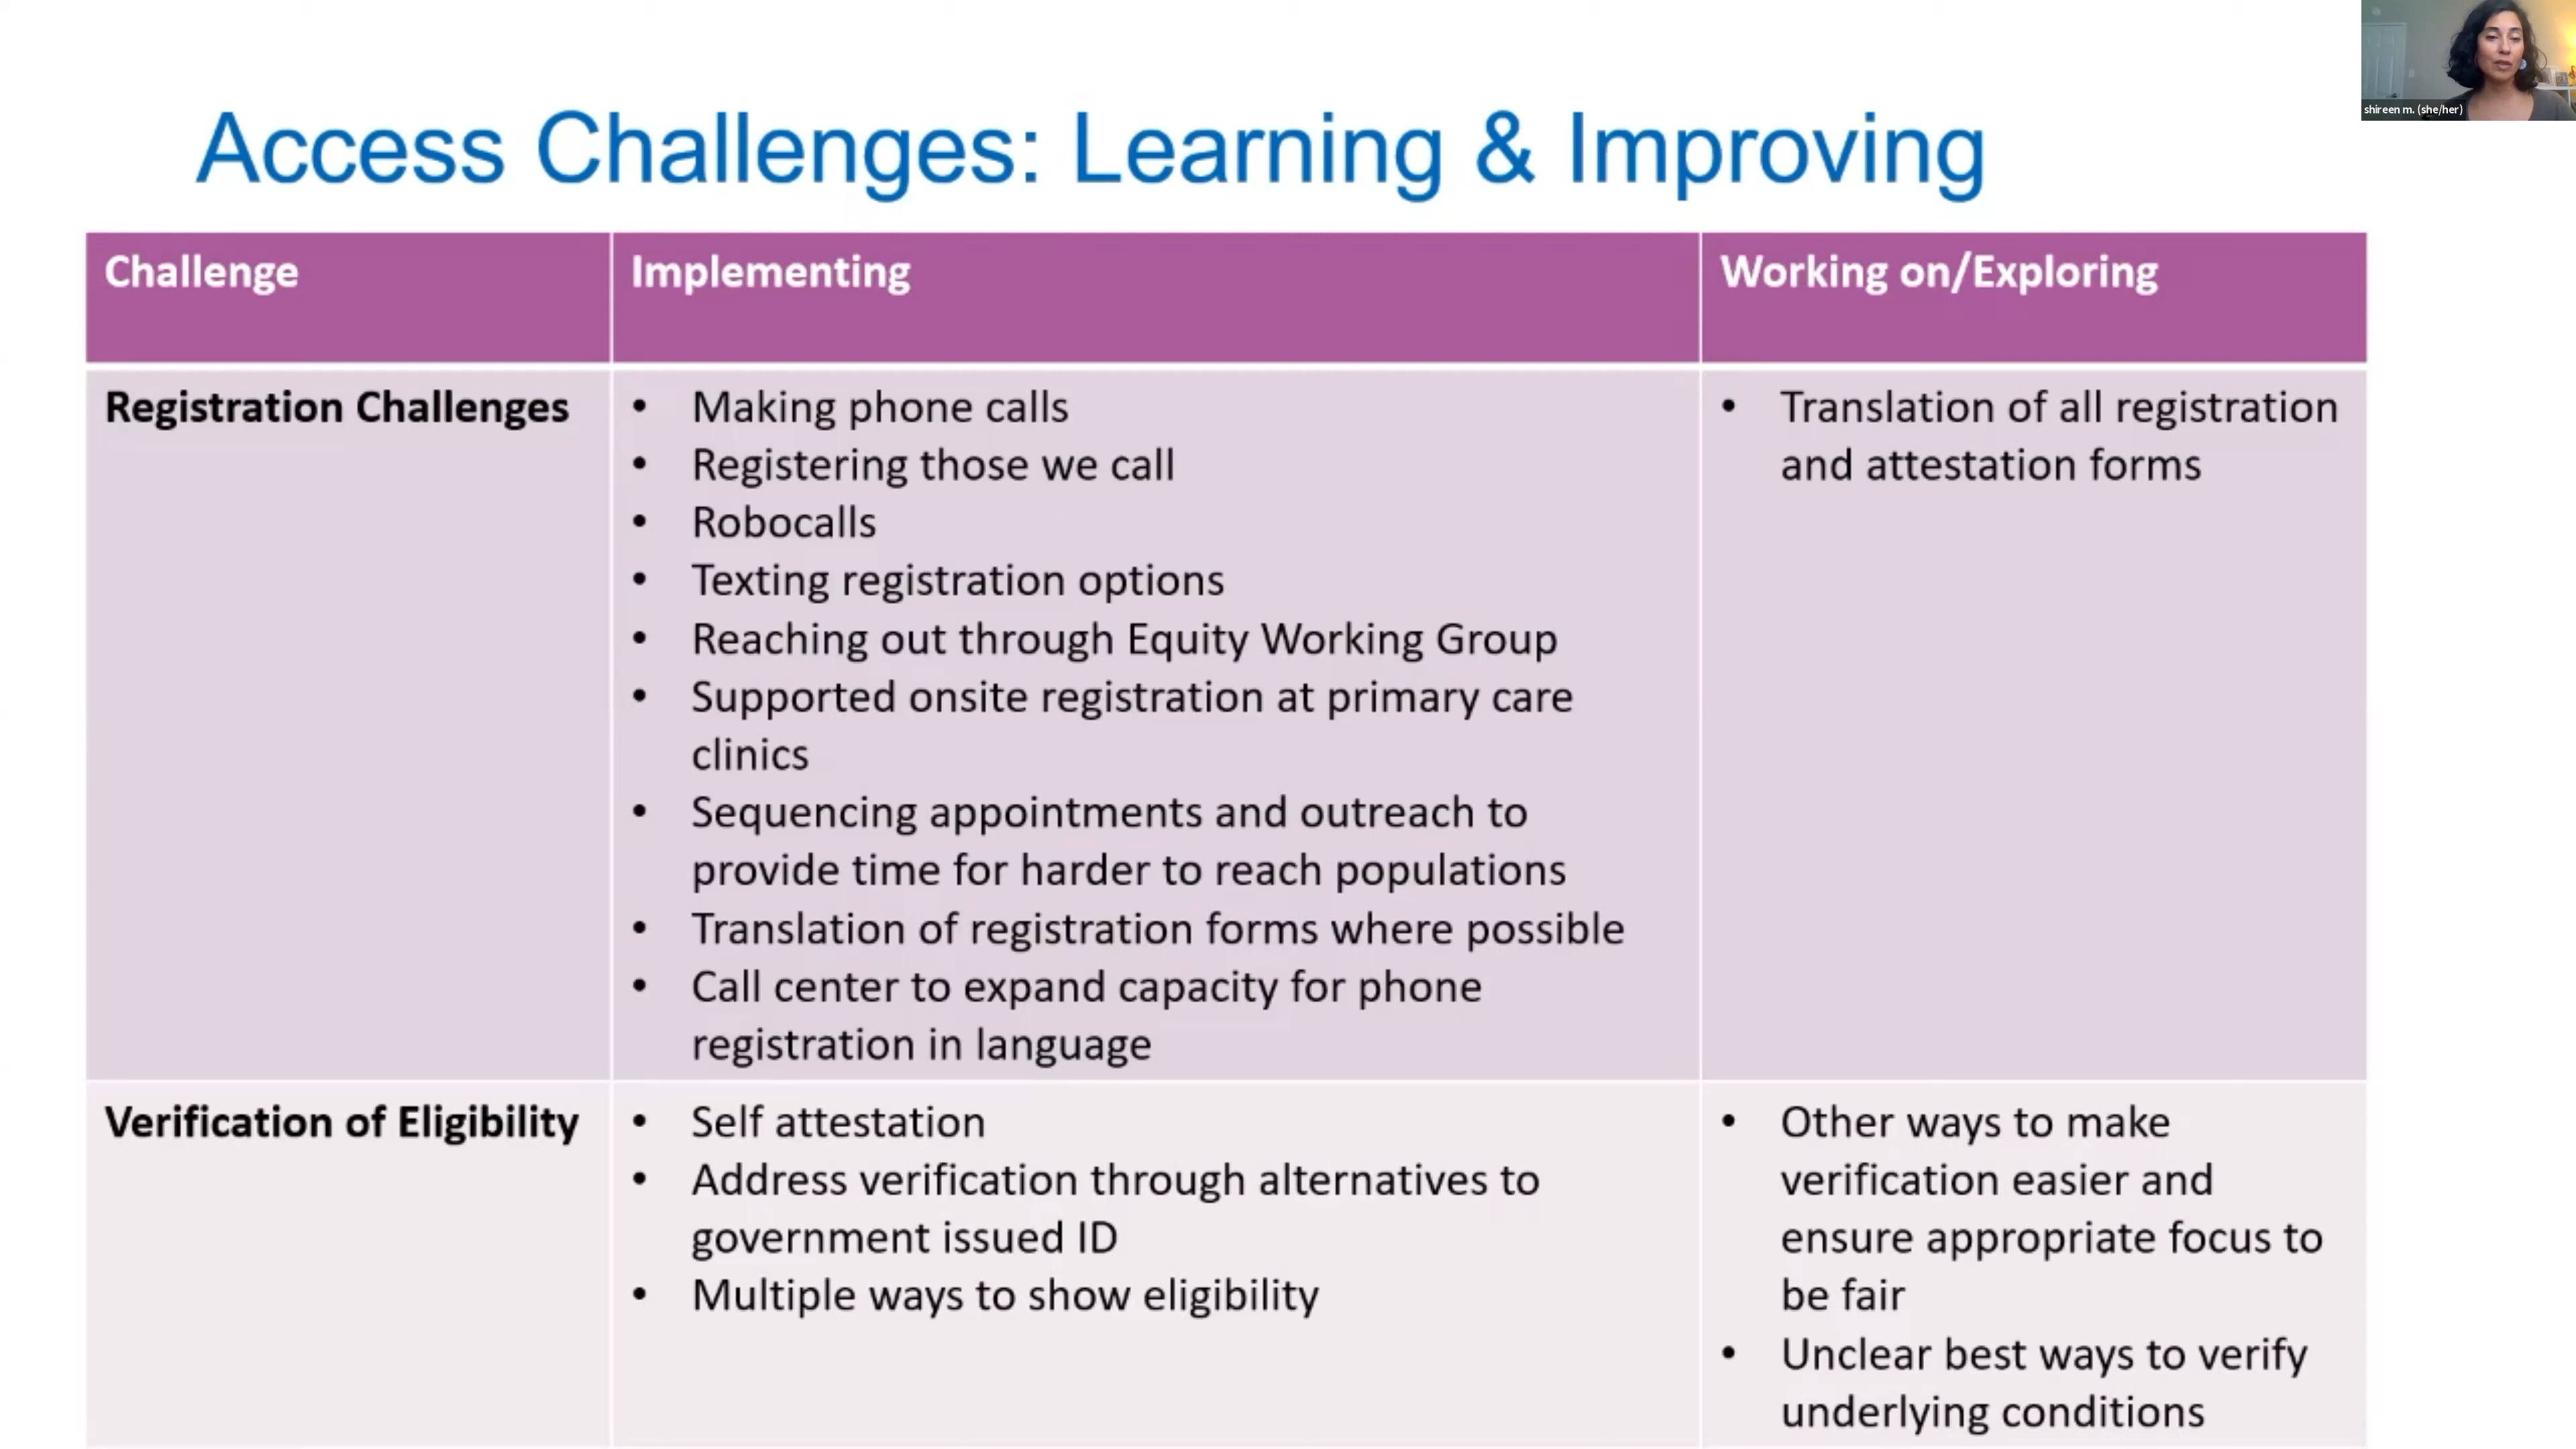 shireen m. (she/her)
Access Challenges: Learning & Improving
Challenge
Implementing
Working on/Exploring
Registration Challenges
• Making phone calls
• Registering those we call
• Robocalls
• Texting registration options
• Reaching out through Equity Working Group
• Supported onsite registration at primary care
clinics
• Sequencing appointments and outreach to
provide time for harder to reach populations
• Translation of registration forms where possible
• Call center to expand capacity for phone
registration in language
• Translation of all registration
and attestation forms
Verification of Eligibility
• Self attestation
• Address verification through alternatives to
government issued ID
• Multiple ways to show eligibility
• Other ways to make
verification easier and
ensure appropriate focus to
be fair
• Unclear best ways to verify
underlying conditions